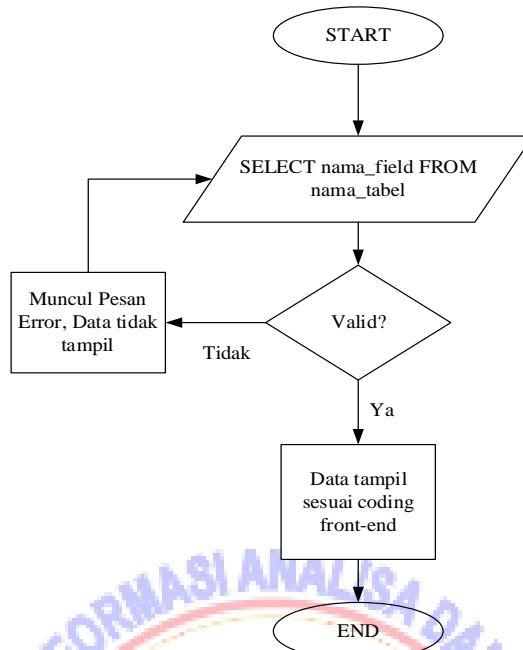 START
SELECT nama_field FROM
nama_tabel
Muncul Pesan
Error, Data tidak
tampil
Valid?
Tidak
Ya
Data tampil
sesuai coding
front-end
ANALISA
END